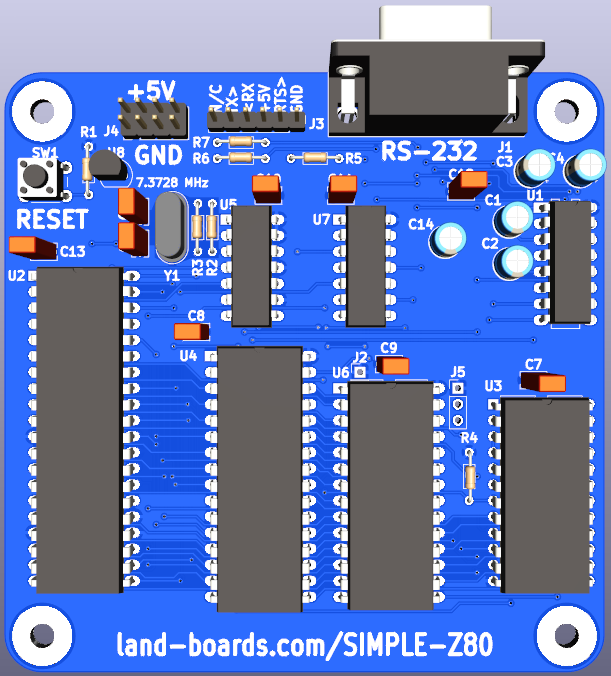 +5V
N/C
TX>
<RX
+5V
RTS>
GND
R1
J4
J3
SW1
U8
GND
R7
R6
R5
RS-232
J1
C3
C4
7.3728 MHz
RESET
U5
U7
C14
C1
U1
C2
C13
U2
Y1
R3
R2
C8
U4
J2
C9
U6
J5
C7
U3
R4
land-boards.com/SIMPLE-Z80